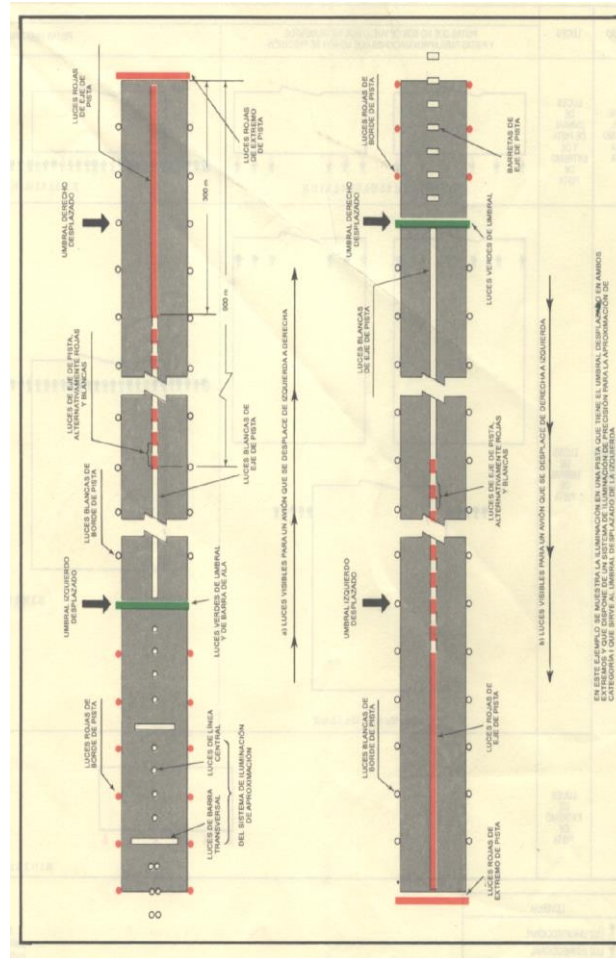 LUCES ROJAS DE
BORDE DE PISTA
LUCES DE BARRA
TRANSVERSAL
LUCES DE LÍNEA
CENTRAL
DEL SISTEMA DE ILUMINACIÓN
DE APROXIMACIÓN
UMBRAL IZQUIERDO
DESPLAZADO
LUCES VERDES DE UMBRAL
Y DE BARRA DE ALA
LUCES BLANCAS DE
BORDE DE PISTA
LUCES DE EJE DE PISTA,
ALTERNATIVAMENTE ROJAS
Y BLANCAS
LUCES BLANCAS DE
EJE DE PISTA
UMBRAL DERECHO
DESPLAZADO
LUCES ROJAS
DE EJE DE
PISTA
300 m
900 m
LUCES ROJAS
DE EXTREMO
DE PISTA
a) LUCES VISIBLES PARA UN AVIÓN QUE SE DESPLACE DE IZQUIERDA A DERECHA
LUCES ROJAS DE
EXTREMO DE PISTA
LUCES BLANCAS DE
BORDE DE PISTA
LUCES ROJAS DE
EJE DE PISTA
UMBRAL IZQUIERDO
DESPLAZADO
LUCES DE EJE DE PISTA,
ALTERNATIVAMENTE ROJAS
Y BLANCAS
LUCES BLANCAS
DE EJE DE PISTA
UMBRAL DERECHO
DESPLAZADO
LUCES VERDES DE UMBRAL
LUCES ROJAS DE
BORDE DE PISTA
BARRETAS DE
EJE DE PISTA
b) LUCES VISIBLES PARA UN AVIÓN QUE SE DESPLACE DE DERECHA A IZQUIERDA
EN ESTE EJEMPLO SE MUESTRA LA ILUMINACIÓN EN UNA PISTA QUE TIENE EL UMBRAL DESPLAZADO EN AMBOS
EXTREMOS Y QUE DISPONE DE UN SISTEMA DE ILUMINACIÓN DE PRECISIÓN PARA LA APROXIMACIÓN DE
CATEGORÍA I QUE SIRVE AL UMBRAL DESPLAZADO DE LA IZQUIERDA